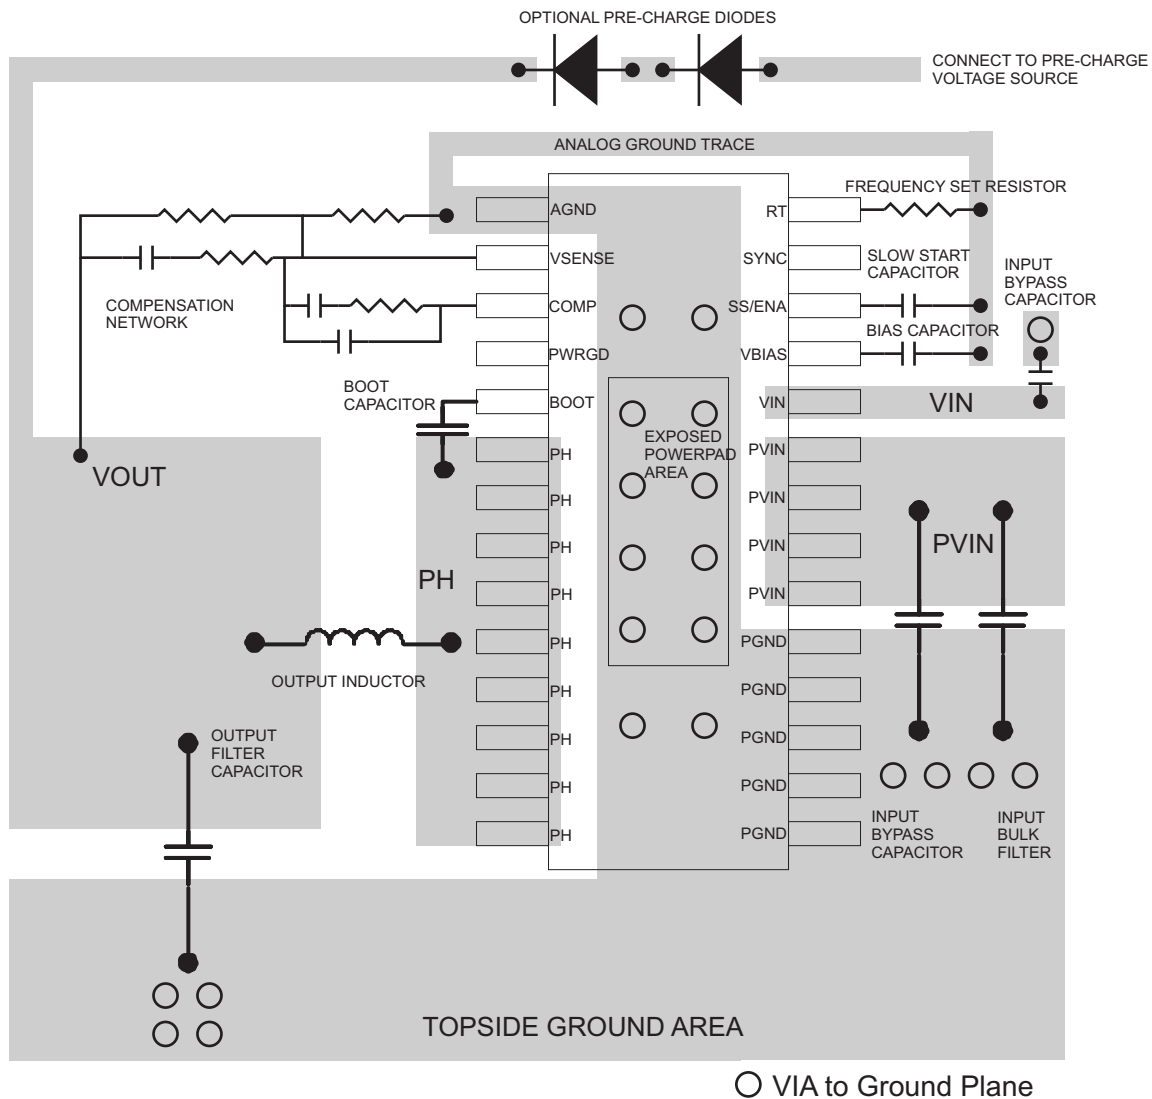 OPTIONAL PRE-CHARGE DIODES
CONNECT TO PRE-CHARGE
VOLTAGE SOURCE
ANALOG GROUND TRACE
FREQUENCY SET RESISTOR
AGND
RT
VSENSE
SYNC
SLOW START
CAPACITOR
INPUT
BYPASS
CAPACITOR
COMPENSATION
NETWORK
COMP
SS/ENA
BIAS CAPACITOR
PWRGD
VBIAS
BOOT
CAPACITOR
BOOT
VIN
VIN
EXPOSED
POWERPAD
AREA
PH
PVIN
VOUT
PH
PVIN
PH
PVIN
PVIN
PH
PH
PVIN
PH
PGND
OUTPUT INDUCTOR
PH
PGND
OUTPUT
FILTER
CAPACITOR
PH
PGND
PH
PGND
INPUT
BYPASS
CAPACITOR
INPUT
BULK
FILTER
PH
PGND
TOPSIDE GROUND AREA
VIA to Ground Plane